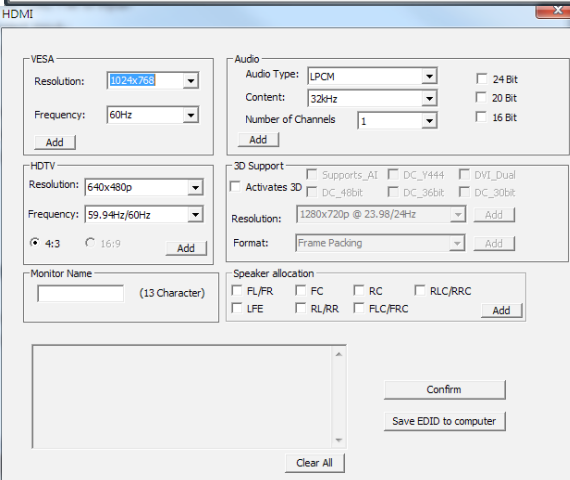 HDMI
VESA
Resolution: 1024x768
Frequency: 60Hz
Add
Audio
Audio Type: LPCM
24 Bit
Content: 32kHz
20 Bit
Number of Channels 1
16 Bit
Add
HDTV
Resolution: 640x480p
Frequency: 59.94Hz/60Hz
4:3 16:9 Add
3D Support
Supports_AI DC_Y444 DVI_Dual
Activates 3D DC_48bit DC_36bit DC_30bit
Resolution: 1280x720p @ 23.98/24Hz Add
Format: Frame Packing Add
Monitor Name
(13 Character)
Speaker allocation
FL/FR FC RC RLC/RRC
LFE RL/RR FLC/FRC Add
Confirm
Save EDID to computer
Clear All